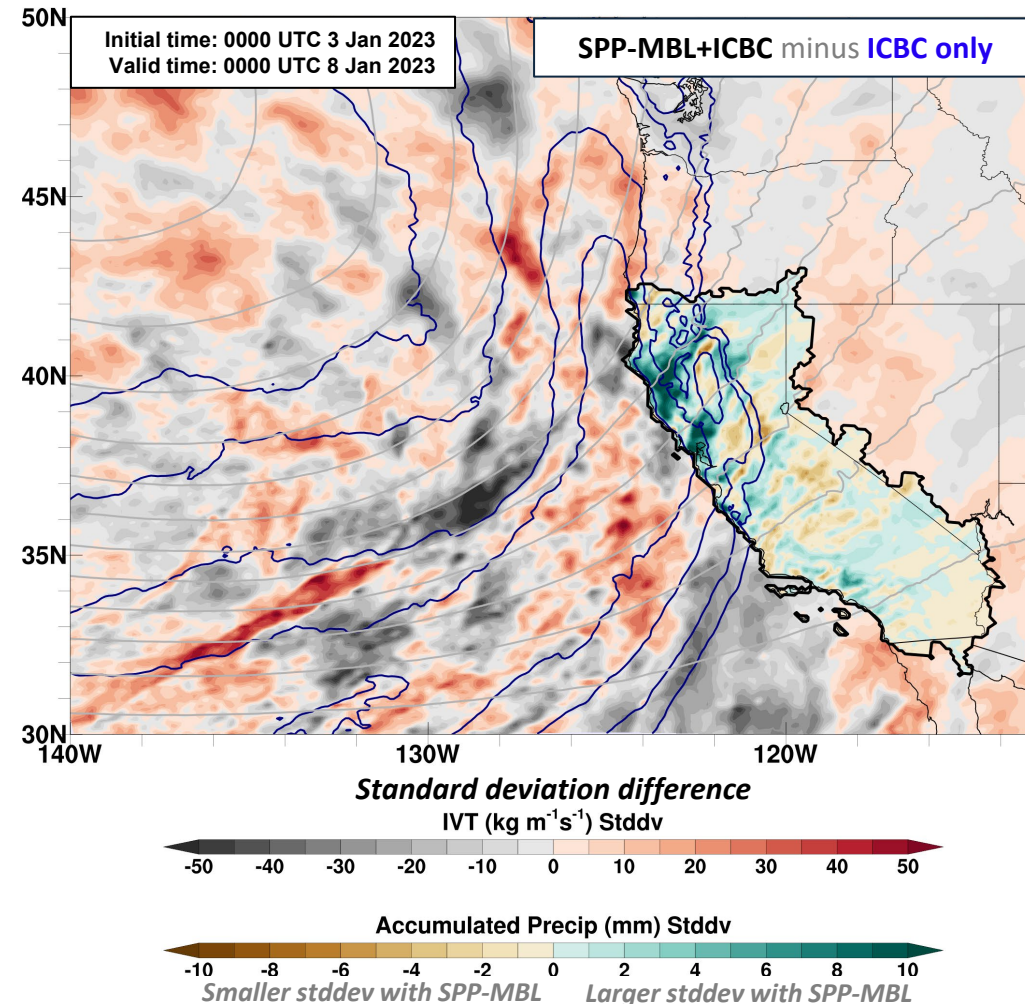 50N
Initial time: 0000 UTC 3 Jan 2023
Valid time: 0000 UTC 8 Jan 2023
SPP-MBL+ICBC minus ICBC only
45N
40N
35N
30N
140W 130W 120W
Standard deviation difference
IVT (kg m⁻¹s⁻¹) Stddv
-50 -40 -30 -20 -10 0 10 20 30 40 50
Accumulated Precip (mm) Stddv
-10 -8 -6 -4 -2 0 2 4 6 8 10
Smaller stddev with SPP-MBL Larger stddev with SPP-MBL